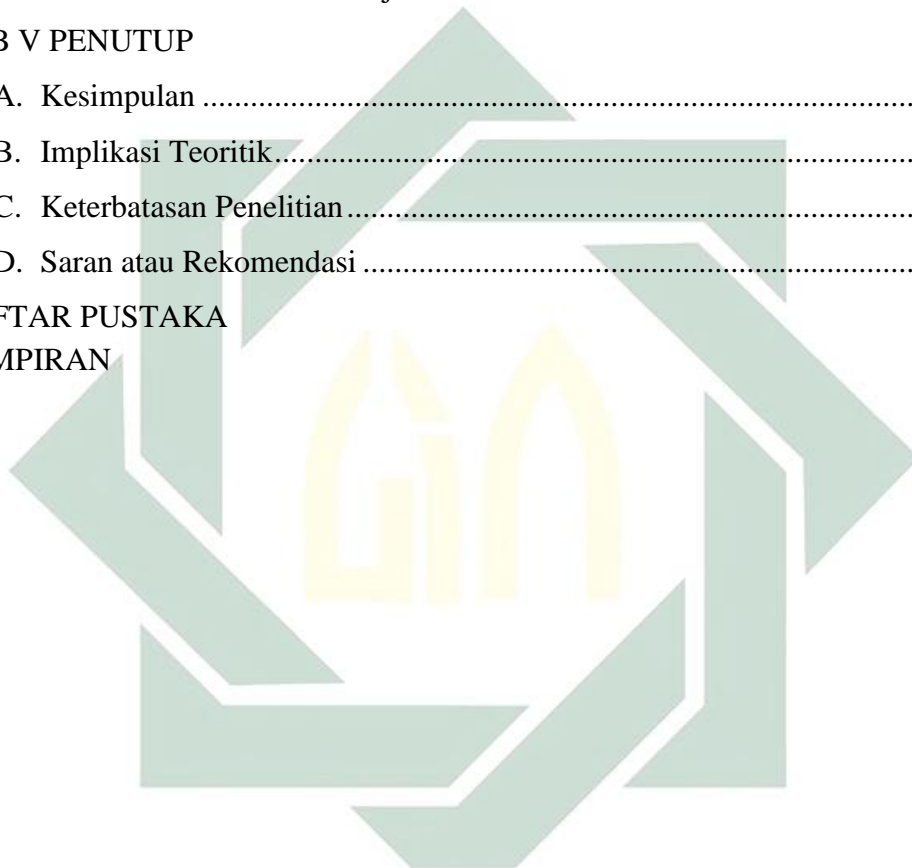 B V PENUTUP
A. Kesimpulan ....................................................................................................
B. Implikasi Teoritik..........................................................................................
C. Keterbatasan Penelitian................................................................................
D. Saran atau Rekomendasi ..............................................................................
FTAR PUSTAKA
MPIRAN